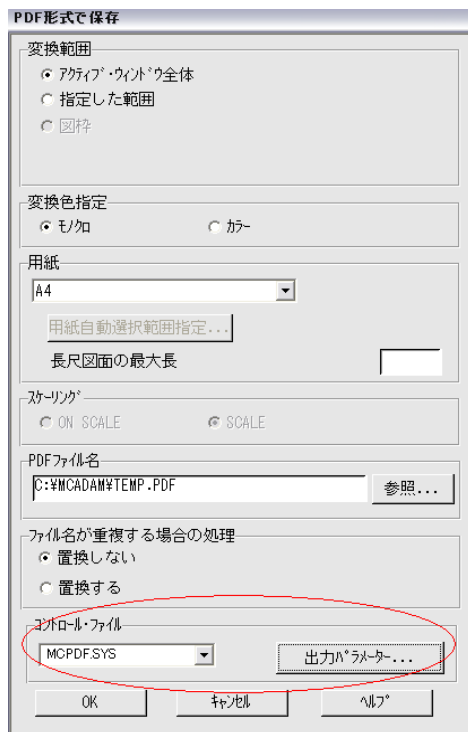 PDF形式で保存
変換範囲
ｱｸﾃｨﾌﾞ・ｳｨﾝﾄﾞｳ全体
指定した範囲
図枠
変換色指定
ﾓﾉｸﾛ ｶﾗｰ
用紙
A4
用紙自動選択範囲指定...
長尺図面の最大長
ｽｹｰﾘﾝｸﾞ
ON SCALE SCALE
PDFﾌｧｲﾙ名
C:¥MCADAM¥TEMP.PDF 参照...
ﾌｧｲﾙ名が重複する場合の処理
置換しない
置換する
ｺﾝﾄﾛｰﾙ・ﾌｧｲﾙ
MCPDF.SYS 出力ﾊﾟﾗﾒｰﾀｰ...
OK ｷｬﾝｾﾙ ﾍﾙﾌﾟ